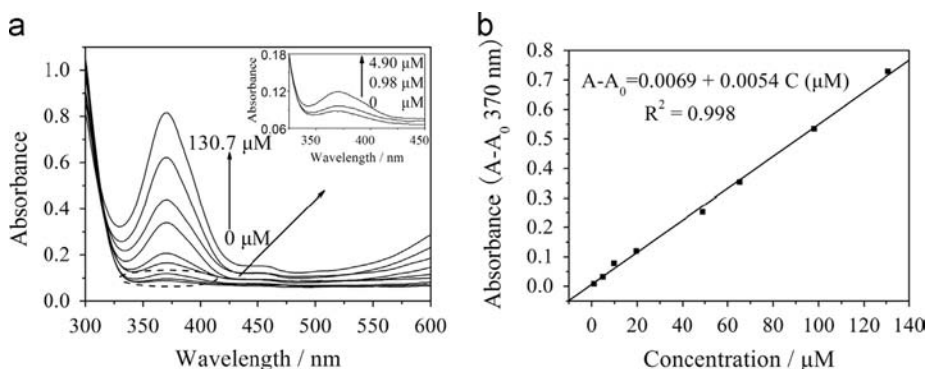 a
1.0
0.8
0.6
0.4
0.2
0.0
Absorbance
300 350 400 450 500 550 600
Wavelength / nm
130.7 μM
0 μM
0.18
0.12
0.06
Absorbance
350 400 450
Wavelength / nm
4.90 μM
0.98 μM
0 μM
b
0.8
0.7
0.6
0.5
0.4
0.3
0.2
0.1
0.0
Absorbance (A-A0 370 nm)
0 20 40 60 80 100 120 140
Concentration / μM
A-A0=0.0069 + 0.0054 C (μM)
R² = 0.998